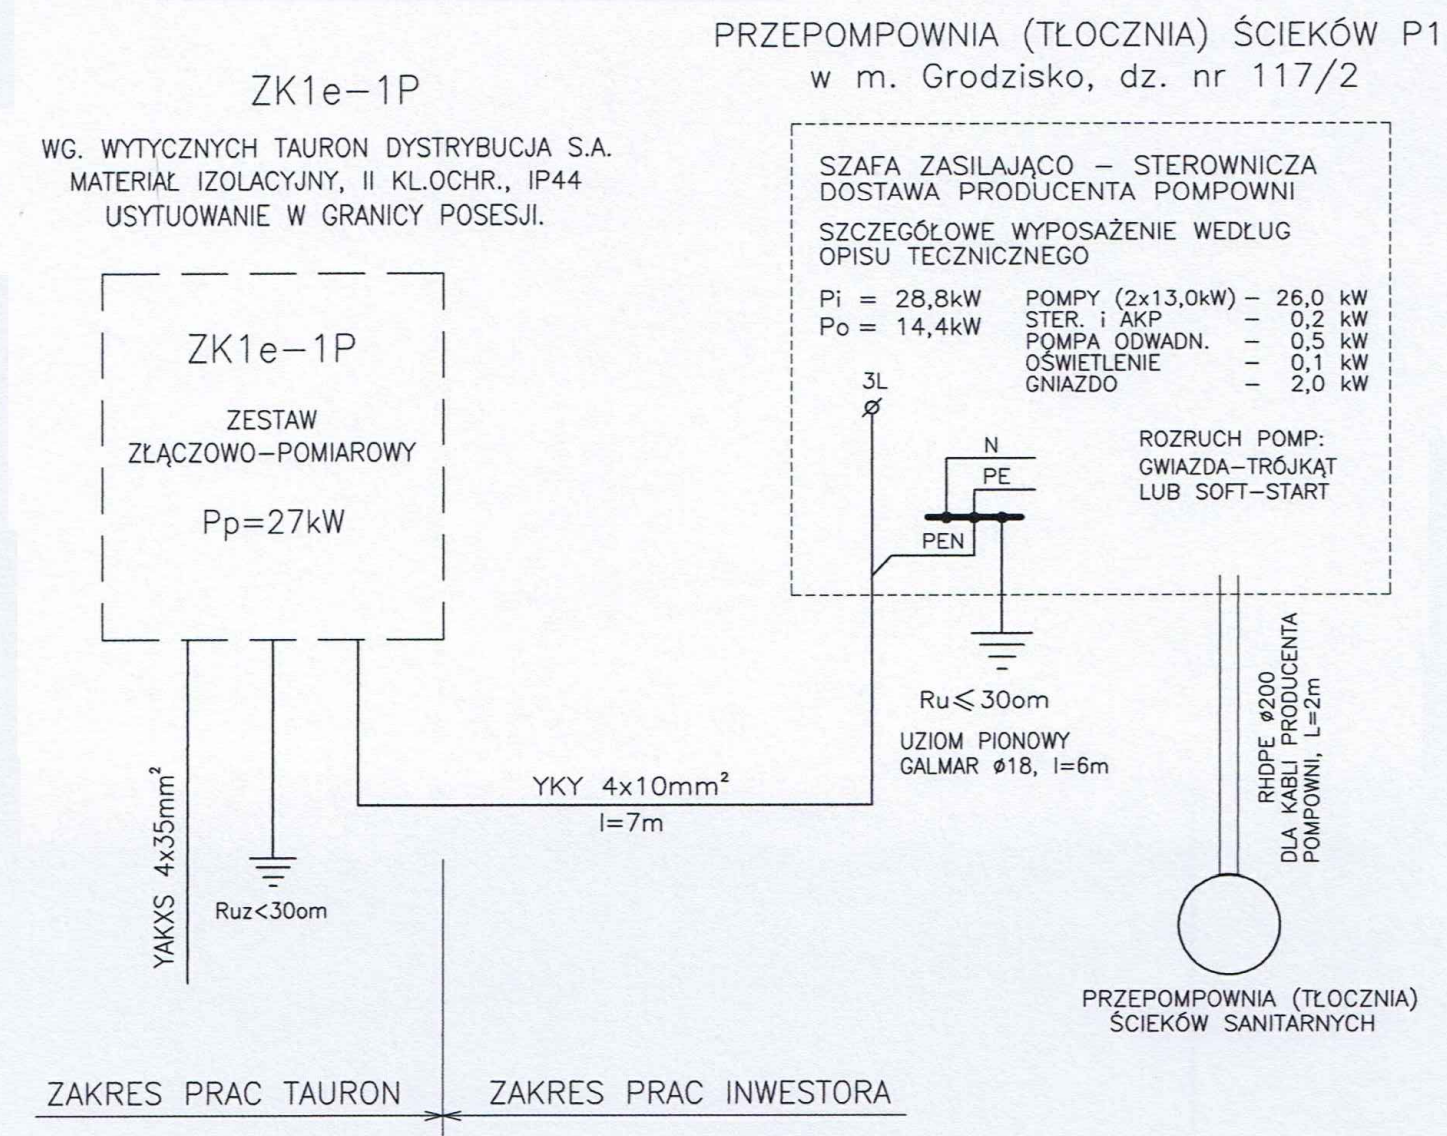 PRZEPOMPOWNIA (TŁOCZNIA) ŚCIEKÓW P1
w m. Grodzisko, dz. nr 117/2
ZK1e-1P
WG. WYTYCZNYCH TAURON DYSTRYBUCJA S.A.
MATERIAŁ IZOLACYJNY, II KL.OCHR., IP44
USYTUOWANIE W GRANICY POSESJI.
ZK1e-1P
ZESTAW
ZŁĄCZOWO-POMIAROWY
Pp=27kW
SZAFA ZASILAJĄCO - STEROWNICZA
DOSTAWA PRODUCENTA POMPOWNI
SZCZEGÓŁOWE WYPOSAŻENIE WEDŁUG
OPISU TECZNICZNEGO
Pi = 28,8kW
Po = 14,4kW
POMPY (2x13,0kW) - 26,0 kW
STER. i AKP - 0,2 kW
POMPA ODWADN. - 0,5 kW
OŚWIETLENIE - 0,1 kW
GNIAZDO - 2,0 kW
3L
N
PE
PEN
ROZRUCH POMP:
GWIAZDA-TRÓJKĄT
LUB SOFT-START
Ru≤30om
UZIOM PIONOWY
GALMAR ø18, l=6m
RHDPE ø200
DLA KABLI PRODUCENTA
POMPOWNI, L=2m
YKY 4x10mm²
l=7m
YAKXS 4x35mm²
Ruz<30om
PRZEPOMPOWNIA (TŁOCZNIA)
ŚCIEKÓW SANITARNYCH
ZAKRES PRAC TAURON
ZAKRES PRAC INWESTORA